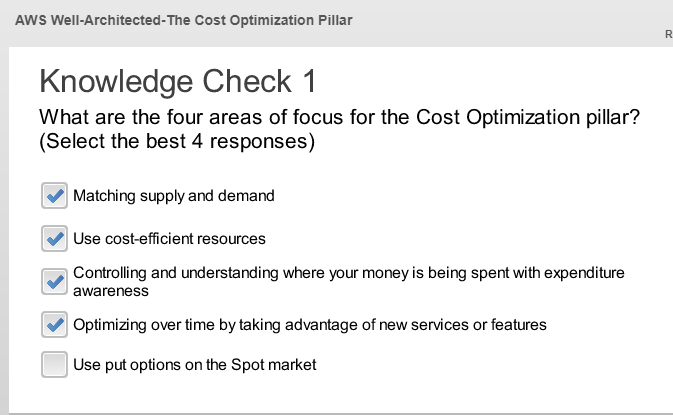 AWS Well-Architected-The Cost Optimization Pillar
R
Knowledge Check 1
What are the four areas of focus for the Cost Optimization pillar?
(Select the best 4 responses)
Matching supply and demand
Use cost-efficient resources
Controlling and understanding where your money is being spent with expenditure
awareness
Optimizing over time by taking advantage of new services or features
Use put options on the Spot market